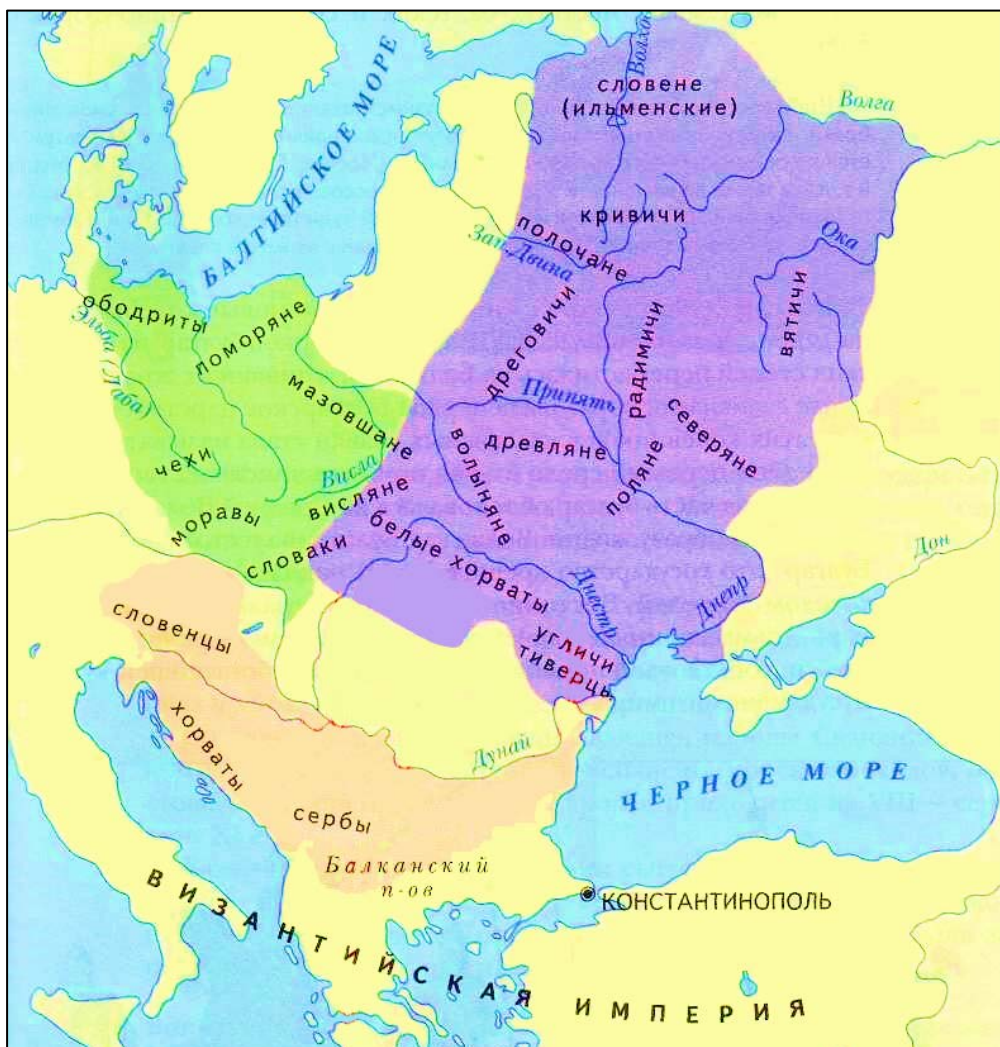 Волхов
словене
(ильменские)
Волга
БАЛТИЙСКОЕ МОРЕ
кривичи
полочане
Зап. Двина
Ока
ободриты
Эльба (Лаба)
поморяне
дреговичи
радимичи
вятичи
мазовшане
Припять
северяне
чехи
Висла
волыняне
древляне
поляне
моравы
висляне
словаки
белые хорваты
Днестр
Днепр
Дон
словенцы
угличи
тиверцы
хорваты
Дунай
ЧЕРНОЕ МОРЕ
сербы
Балканский
п-ов
КОНСТАНТИНОПОЛЬ
ВИЗАНТИЙСКАЯ ИМПЕРИЯ